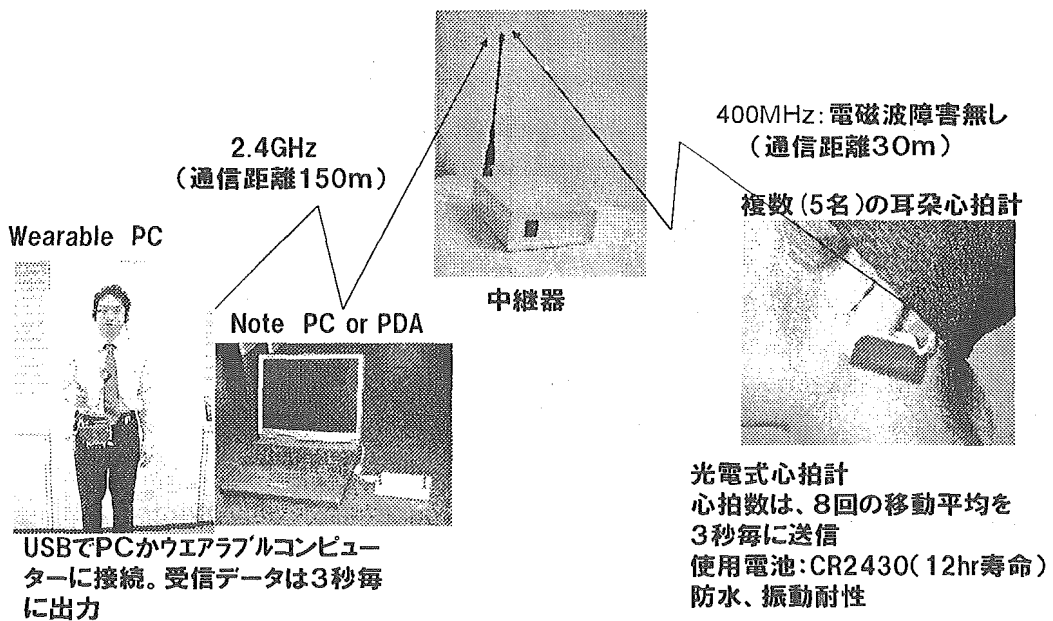 400MHz:電磁波障害無し
(通信距離30m)
2.4GHz
(通信距離150m)
複数(5名)の耳朶心拍計
Wearable PC
中継器
Note PC or PDA
光電式心拍計
心拍数は、8回の移動平均を
3秒毎に送信
使用電池:CR2430(12hr寿命)
防水、振動耐性
USBでPCかウエアラブルコンピュー
ターに接続。受信データは3秒毎
に出力